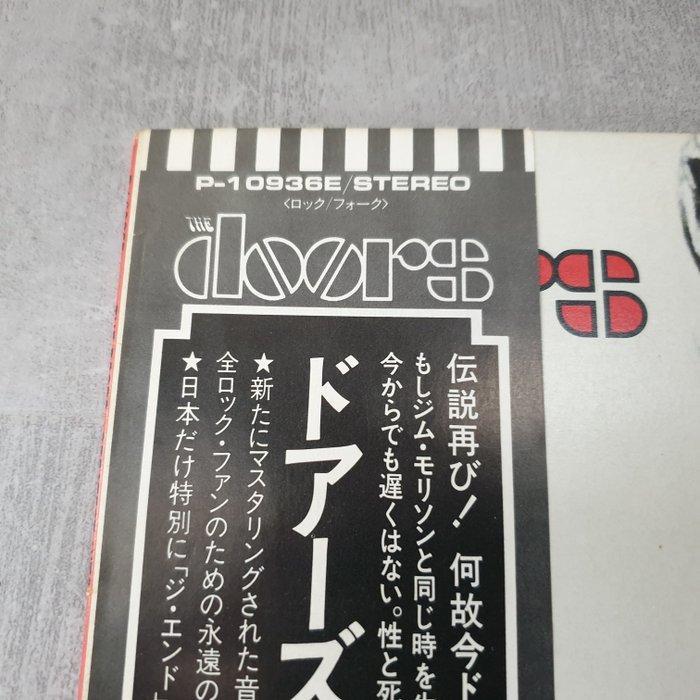 P-10936E/STEREO
〈ロック/フォーク〉
THE
doors
伝説再び! 何故今ド
もしジム・モリソンと同じ時を
今からでも遅くはない。性と死
ドアーズ
★新たにマスタリングされた音
全ロック・ファンのための永遠の
★日本だけ特別に「ジ・エンド」
rs